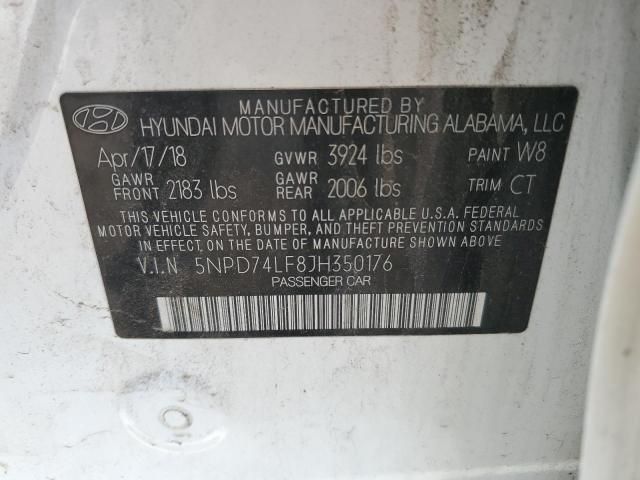 MANUFACTURED BY
HYUNDAI MOTOR MANUFACTURING ALABAMA, LLC
Apr/17/18 GVWR 3924 lbs PAINT W8
GAWR FRONT 2183 lbs GAWR REAR 2006 lbs TRIM CT
THIS VEHICLE CONFORMS TO ALL APPLICABLE U.S.A. FEDERAL
MOTOR VEHICLE SAFETY, BUMPER, AND THEFT PREVENTION STANDARDS
IN EFFECT ON THE DATE OF MANUFACTURE SHOWN ABOVE.
V.I.N 5NPD74LF8JH350176
PASSENGER CAR